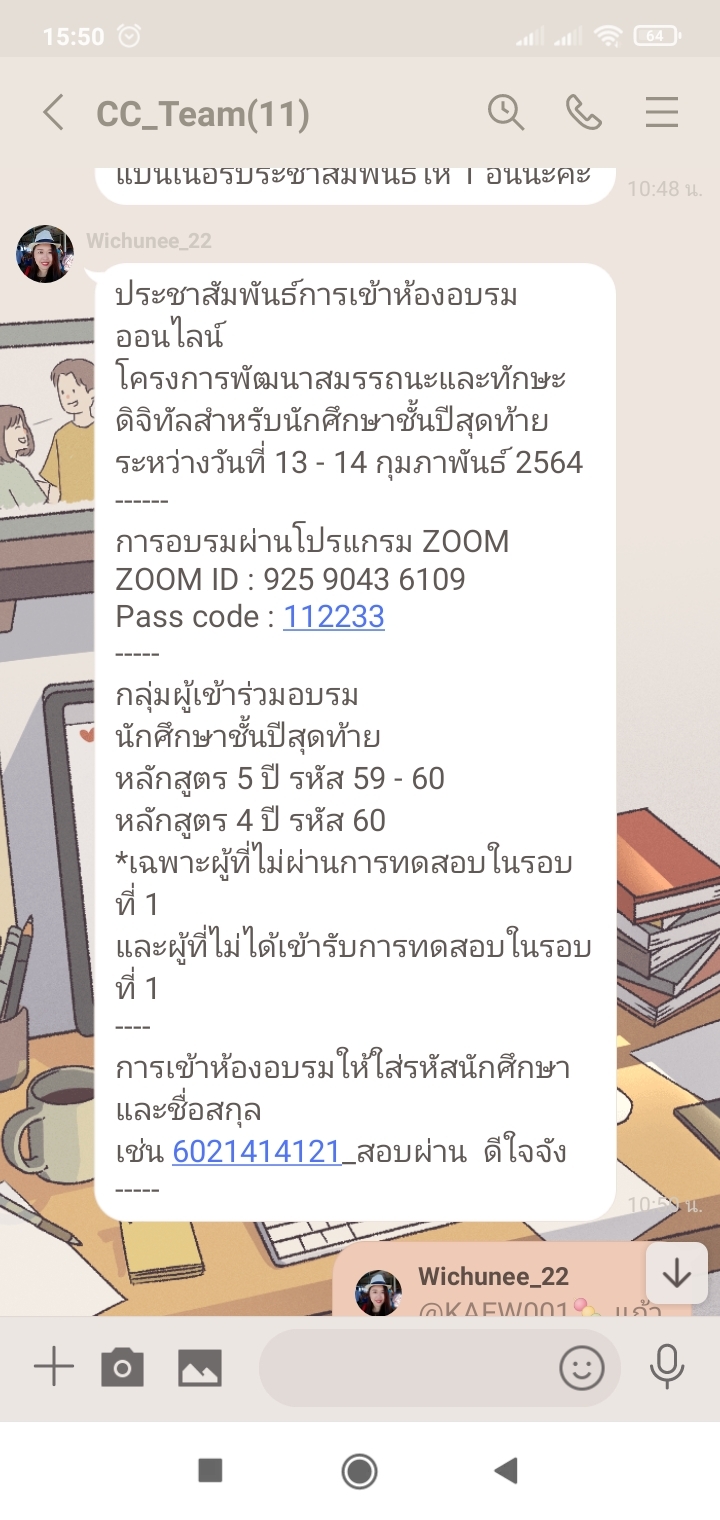 15:50
64
CC_Team(11)
แบนเนอร์ประชาสัมพันธ์ให้ 1 อันนะคะ
10:48 น.
Wichunee_22
ประชาสัมพันธ์การเข้าห้องอบรม
ออนไลน์
โครงการพัฒนาสมรรถนะและทักษะ
ดิจิทัลสำหรับนักศึกษาชั้นปีสุดท้าย
ระหว่างวันที่ 13 - 14 กุมภาพันธ์ 2564
------
การอบรมผ่านโปรแกรม ZOOM
ZOOM ID : 925 9043 6109
Pass code : 112233
-----
กลุ่มผู้เข้าร่วมอบรม
นักศึกษาชั้นปีสุดท้าย
หลักสูตร 5 ปี รหัส 59 - 60
หลักสูตร 4 ปี รหัส 60
*เฉพาะผู้ที่ไม่ผ่านการทดสอบในรอบ
ที่ 1
และผู้ที่ไม่ได้เข้ารับการทดสอบในรอบ
ที่ 1
----
การเข้าห้องอบรมให้ใส่รหัสนักศึกษา
และชื่อสกุล
เช่น 6021414121_สอบผ่าน  ดีใจจัง
-----
Wichunee_22
@KAEW001